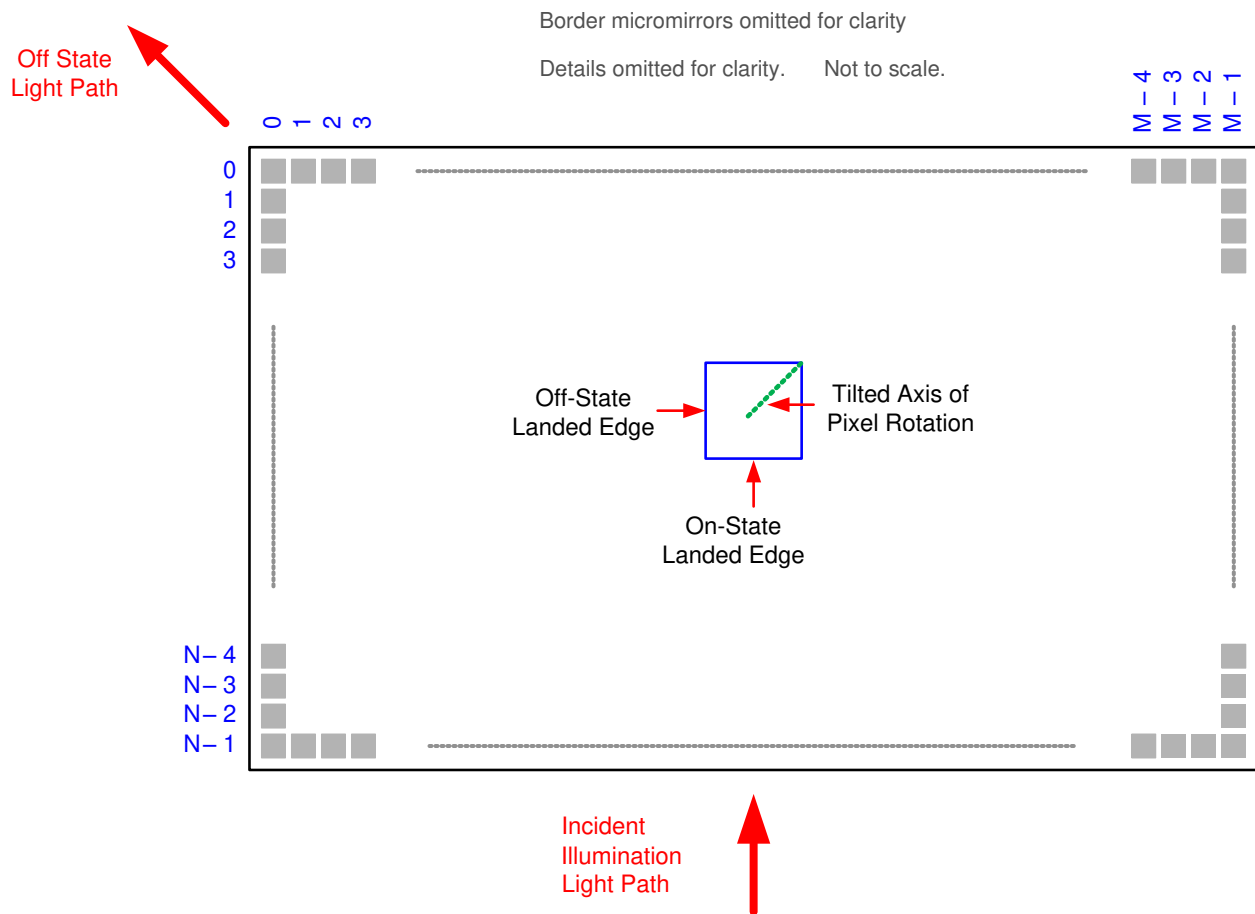 Border micromirrors omitted for clarity
Details omitted for clarity. Not to scale.
Off State
Light Path
0
1
2
3
M – 4
M – 3
M – 2
M – 1
0
1
2
3
Off-State
Landed Edge
Tilted Axis of
Pixel Rotation
On-State
Landed Edge
N – 4
N – 3
N – 2
N – 1
Incident
Illumination
Light Path